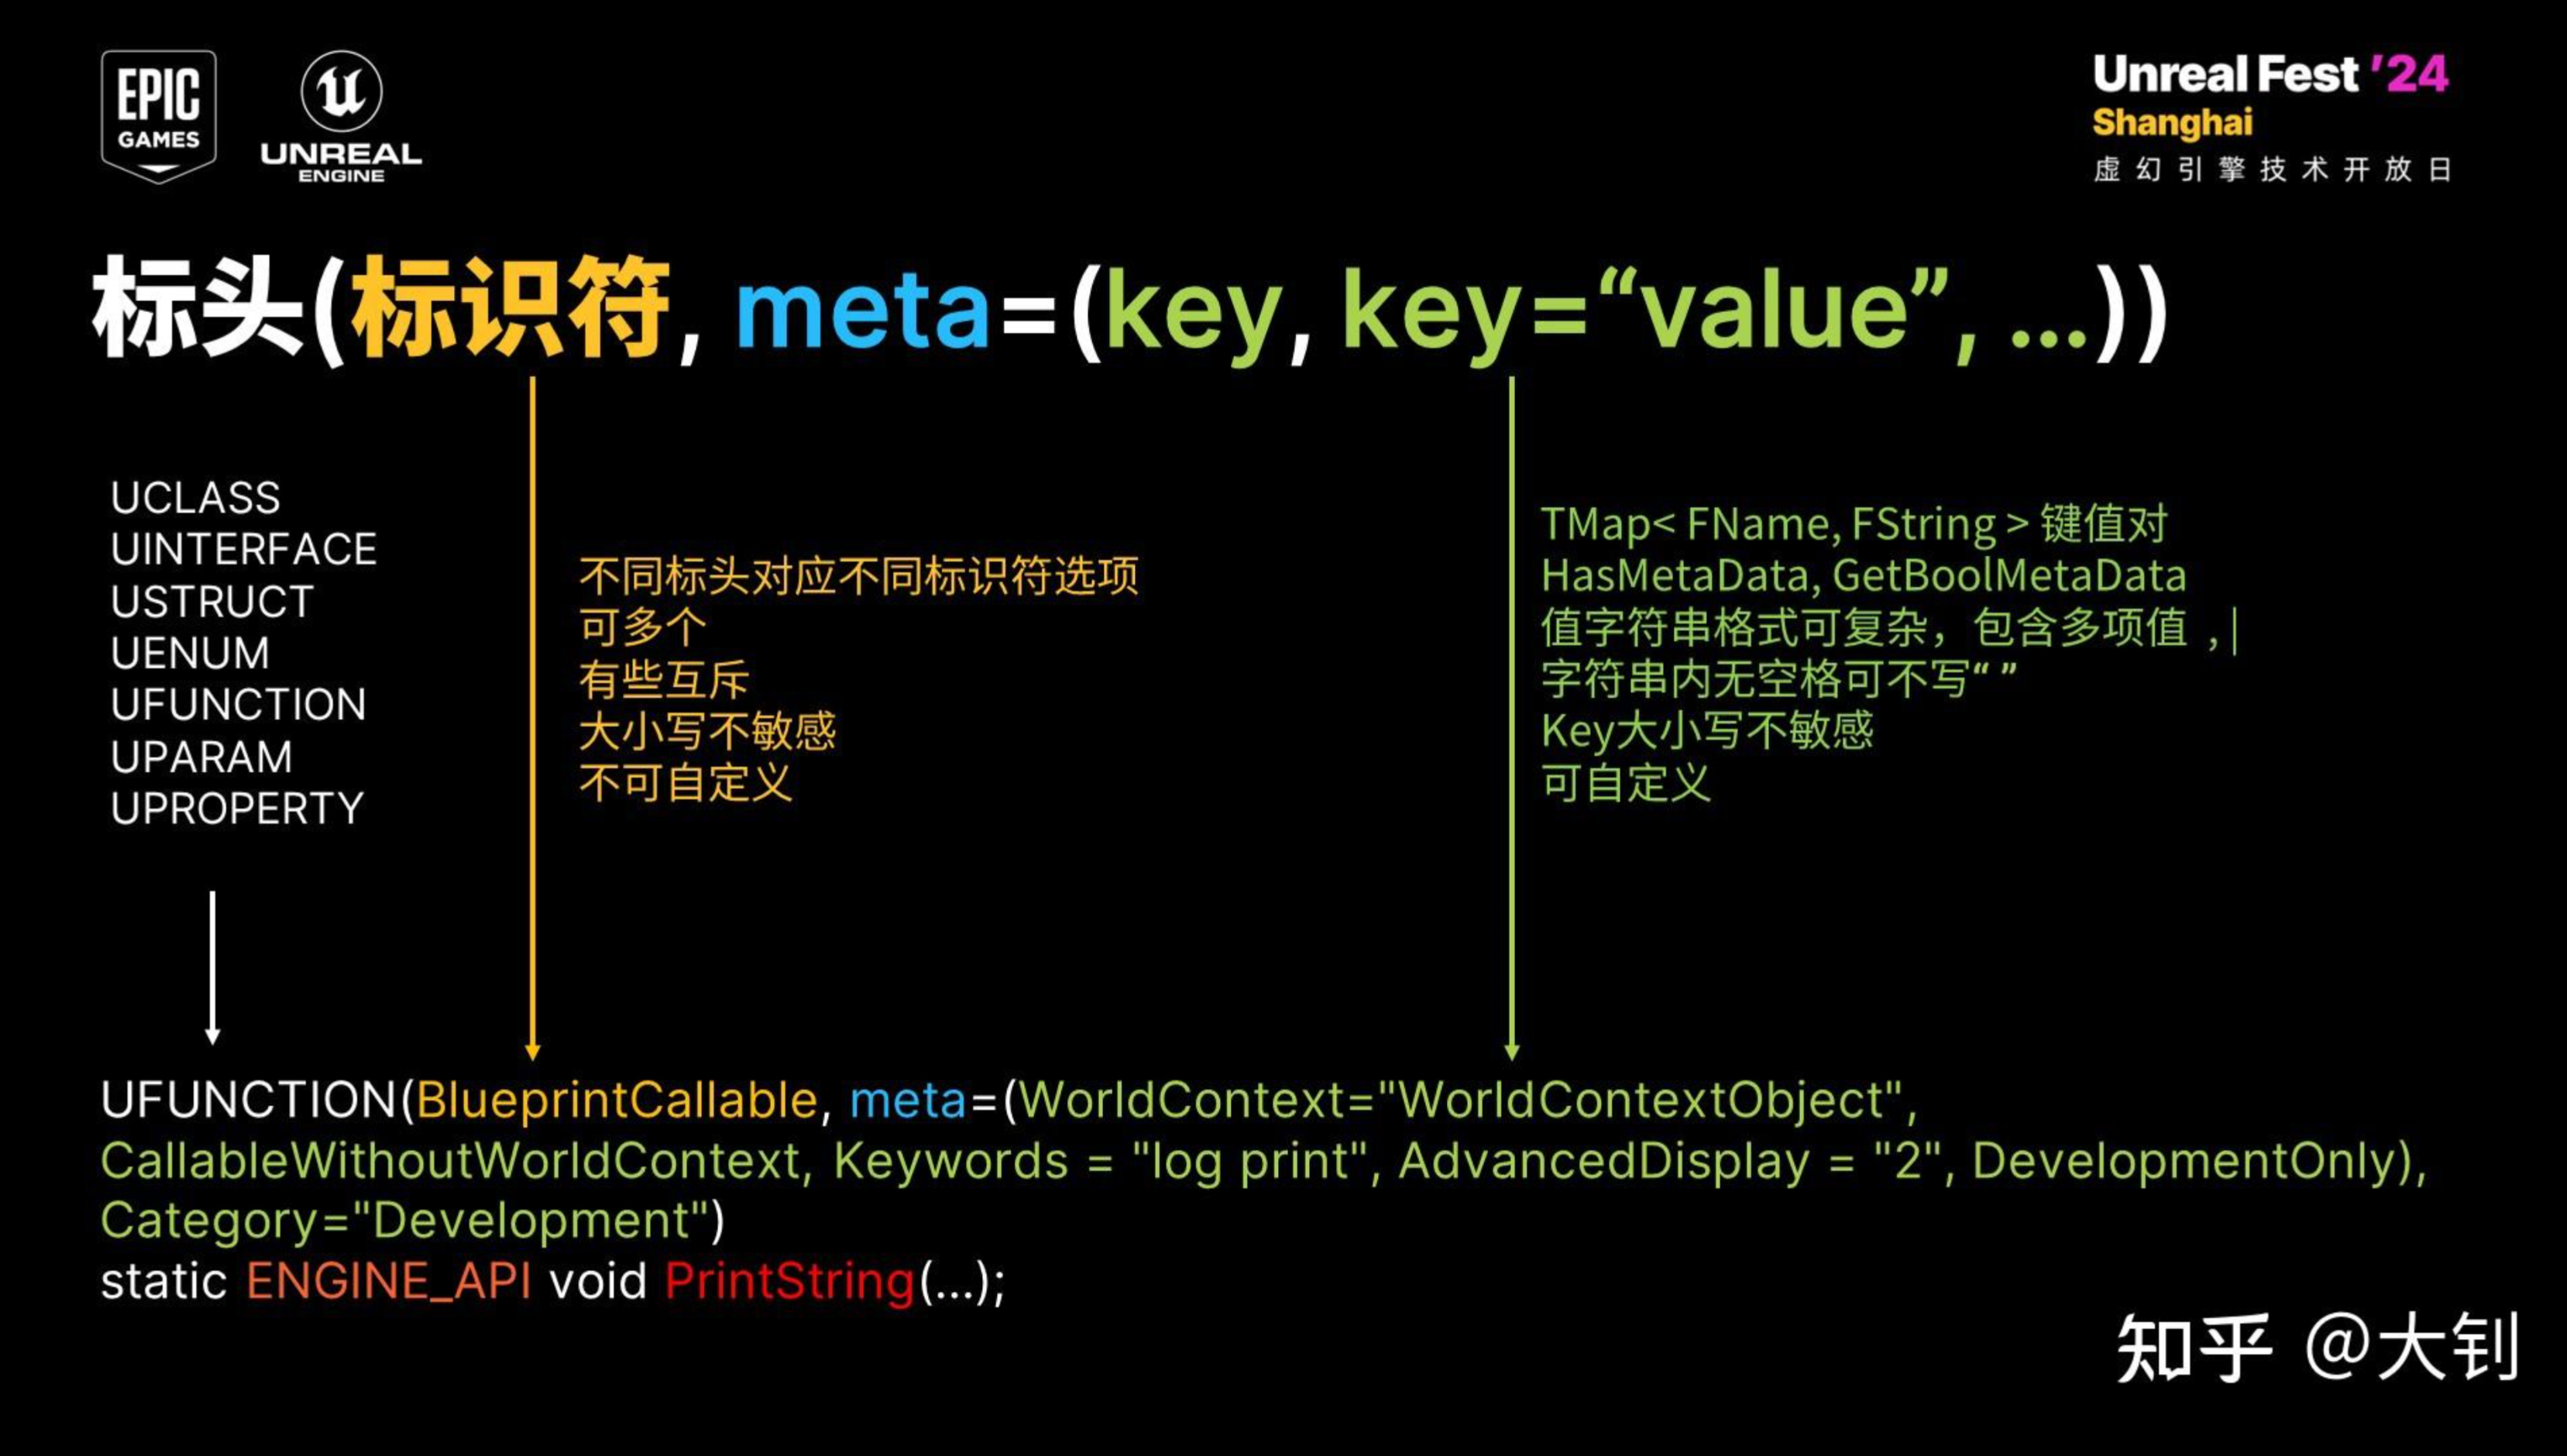 EPIC
GAMES
UNREAL
ENGINE
Unreal Fest '24
Shanghai
虚幻引擎技术开放日
标头(标识符, meta=(key, key=“value”, ...))
UCLASS
UINTERFACE
USTRUCT
UENUM
UFUNCTION
UPARAM
UPROPERTY
不同标头对应不同标识符选项
可多个
有些互斥
大小写不敏感
不可自定义
TMap< FName, FString > 键值对
HasMetaData, GetBoolMetaData
值字符串格式可复杂，包含多项值 , |
字符串内无空格可不写“ ”
Key大小写不敏感
可自定义
UFUNCTION(BlueprintCallable, meta=(WorldContext="WorldContextObject",
CallableWithoutWorldContext, Keywords = "log print", AdvancedDisplay = "2", DevelopmentOnly),
Category="Development")
static ENGINE_API void PrintString(...);
知乎 @大钊